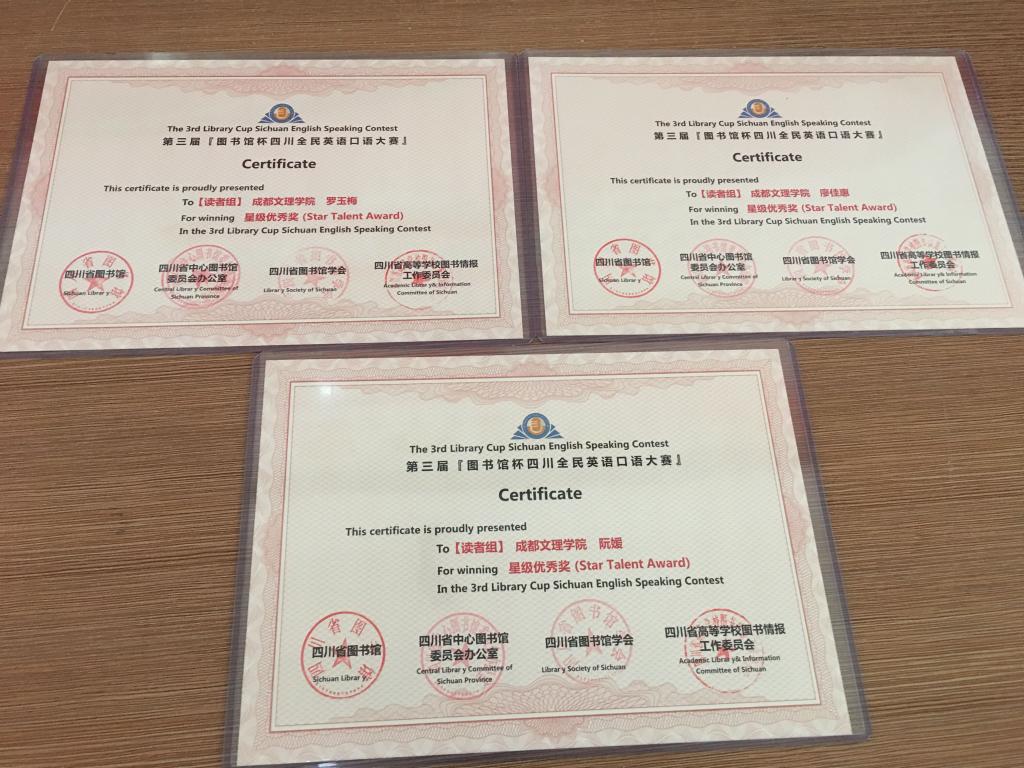 The 3rd Library Cup Sichuan English Speaking Contest
第三届『图书馆杯四川全民英语口语大赛』
Certificate
This certificate is proudly presented
To【读者组】 成都文理学院 罗玉梅
For winning 星级优秀奖 (Star Talent Award)
In the 3rd Library Cup Sichuan English Speaking Contest
四川省图书馆
Sichuan Librar y
四川省中心图书馆
委员会办公室
Central Librar y Committee of
Sichuan Province
四川省图书馆学会
Librar y Society of Sichuan
四川省高等学校图书情报
工作委员会
Academic Librar y& Information
Committee of Sichuan
The 3rd Library Cup Sichuan English Speaking Contest
第三届『图书馆杯四川全民英语口语大赛』
Certificate
This certificate is proudly presented
To【读者组】 成都文理学院 廖佳惠
For winning 星级优秀奖 (Star Talent Award)
In the 3rd Library Cup Sichuan English Speaking Contest
四川省图书馆
Sichuan Librar y
四川省中心图书馆
委员会办公室
Central Librar y Committee of
Sichuan Province
四川省图书馆学会
Librar y Society of Sichuan
四川省高等学校图书情报
工作委员会
Academic Librar y& Information
Committee of Sichuan
The 3rd Library Cup Sichuan English Speaking Contest
第三届『图书馆杯四川全民英语口语大赛』
Certificate
This certificate is proudly presented
To【读者组】 成都文理学院 阮媛
For winning 星级优秀奖 (Star Talent Award)
In the 3rd Library Cup Sichuan English Speaking Contest
四川省图书馆
Sichuan Librar y
四川省中心图书馆
委员会办公室
Central Librar y Committee of
Sichuan Province
四川省图书馆学会
Librar y Society of Sichuan
四川省高等学校图书情报
工作委员会
Academic Librar y& Information
Committee of Sichuan